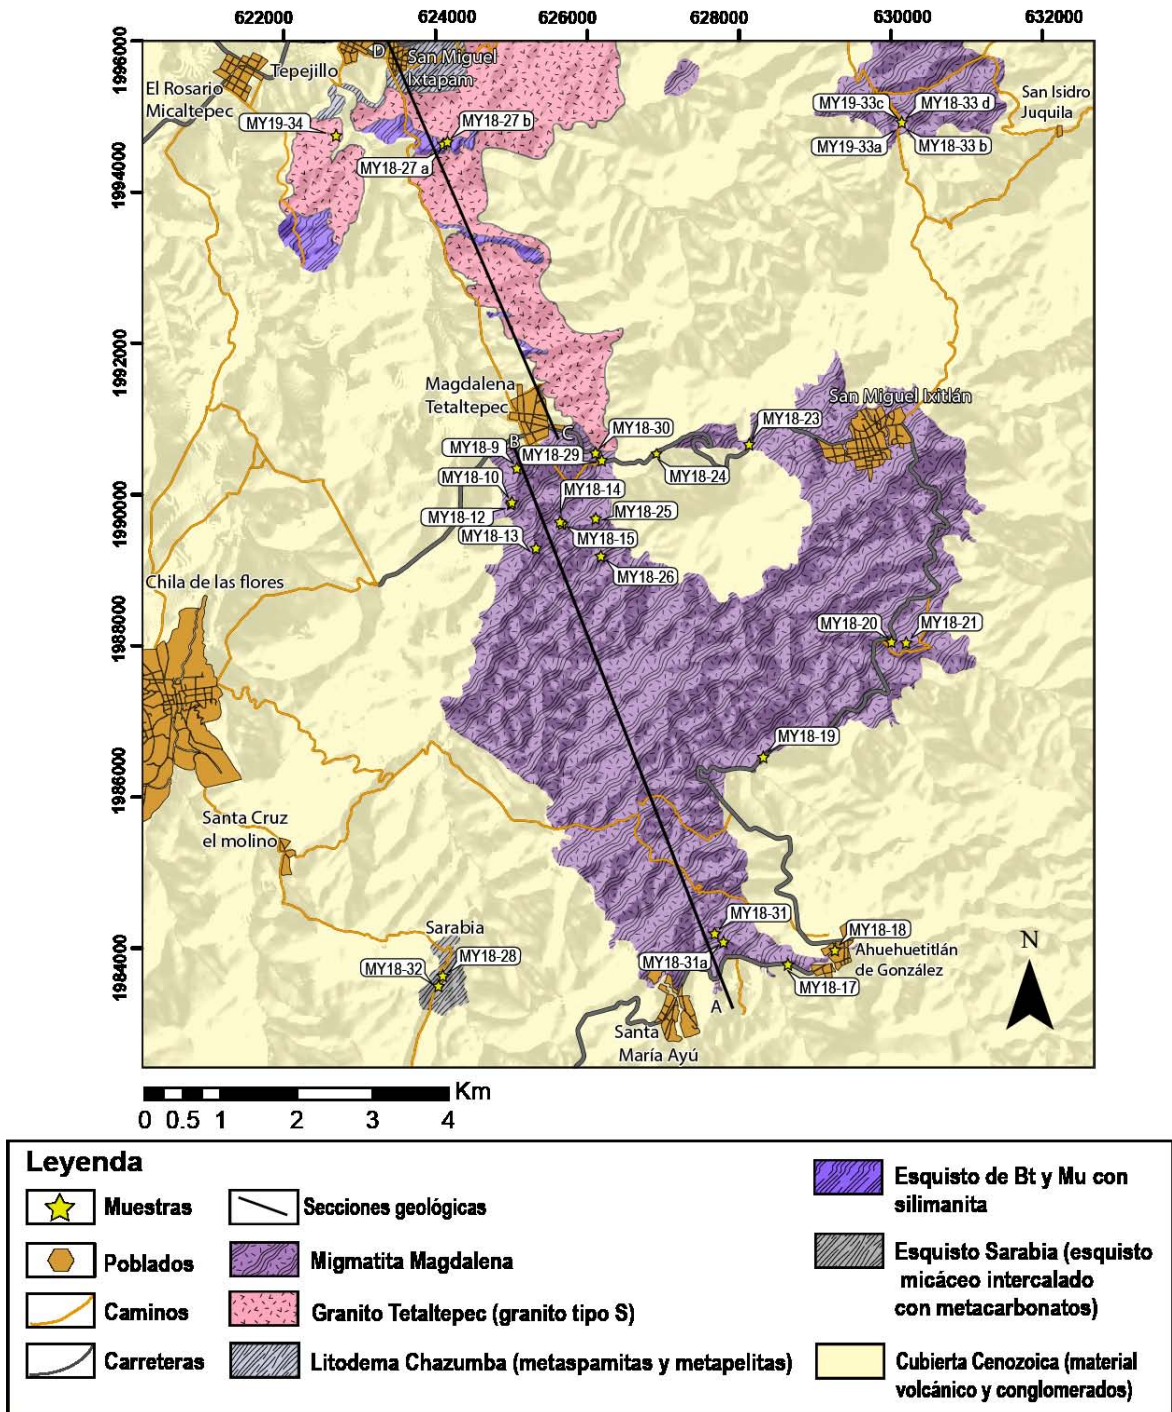 622000
624000
626000
628000
630000
632000
1996000
1994000
1992000
1990000
1988000
1986000
1984000
D
San Miguel
Ixtapam
Tepejillo
El Rosario
Micaltepec
MY19-34
MY18-27 b
MY18-27 a
MY19-33c
MY18-33 d
MY19-33a
MY18-33 b
San Isidro
Juquila
Magdalena
Tetaltepec
San Miguel Ixitlán
C
B
MY18-30
MY18-23
MY18-9
MY18-29
MY18-24
MY18-10
MY18-14
MY18-12
MY18-25
MY18-13
MY18-15
MY18-26
Chila de las flores
MY18-20
MY18-21
MY18-19
Santa Cruz
el molino
Sarabia
MY18-28
MY18-32
MY18-31
MY18-18
MY18-31a
Ahuehuetitlán
de González
MY18-17
A
Santa
María Ayú
N
0 0.5 1 2 3 4
Km
Leyenda
Muestras
Secciones geológicas
Poblados
Migmatita Magdalena
Caminos
Granito Tetaltepec (granito tipo S)
Carreteras
Litodema Chazumba (metaspamitas y metapelitas)
Esquisto de Bt y Mu con
silimanita
Esquisto Sarabia (esquisto
micáceo intercalado
con metacarbonatos)
Cubierta Cenozoica (material
volcánico y conglomerados)